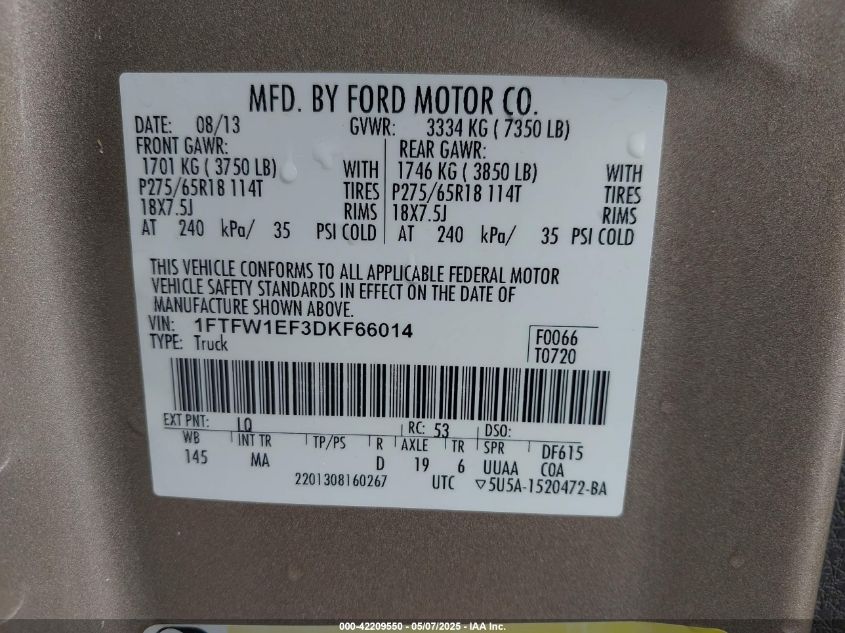 MFD. BY FORD MOTOR CO.
DATE: 08/13 GVWR: 3334 KG ( 7350 LB)
FRONT GAWR: REAR GAWR:
1701 KG ( 3750 LB) WITH 1746 KG ( 3850 LB) WITH
P275/65R18 114T TIRES P275/65R18 114T TIRES
18X7.5J RIMS 18X7.5J RIMS
AT 240 kPa/ 35 PSI COLD AT 240 kPa/ 35 PSI COLD
THIS VEHICLE CONFORMS TO ALL APPLICABLE FEDERAL MOTOR
VEHICLE SAFETY STANDARDS IN EFFECT ON THE DATE OF
MANUFACTURE SHOWN ABOVE.
VIN: 1FTFW1EF3DKF66014 F0066
TYPE: Truck T0720
EXT PNT: LQ RC: 53 DSO:
WB INT TR TP/PS R AXLE TR SPR DF615
145 MA D 19 6 UUAA COA
2201308160267 UTC ▽5U5A-1520472-BA
000-42209550 - 05/07/2025 - IAA Inc.